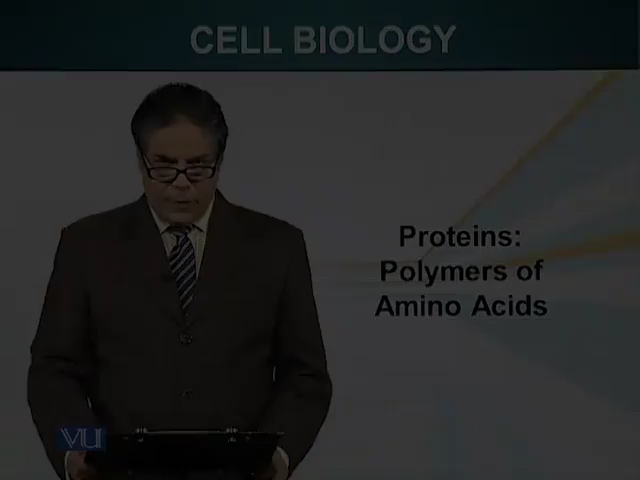 CELL BIOLOGY
Proteins:
Polymers of
Amino Acids
VU